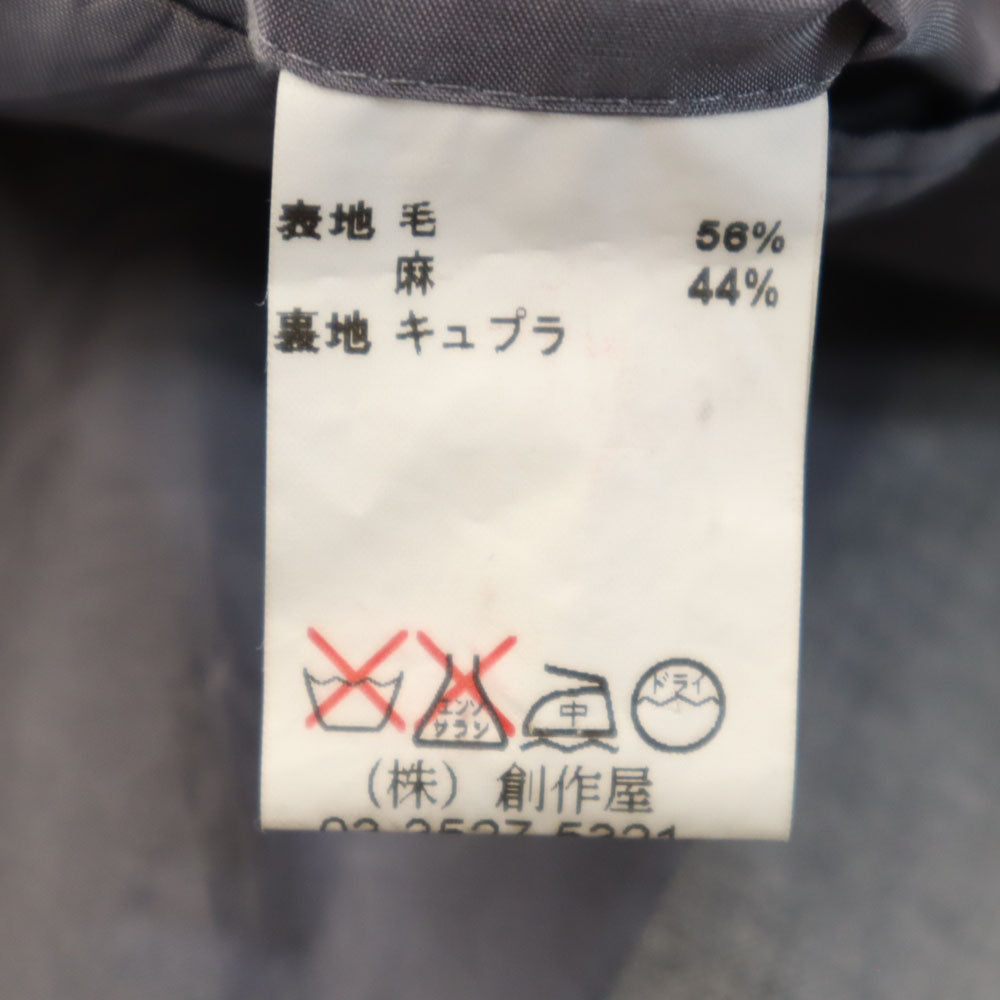 表地 毛 56%
麻 44%
裏地 キュプラ
エンソ
サラシ
中
ドライ
(株) 創作屋